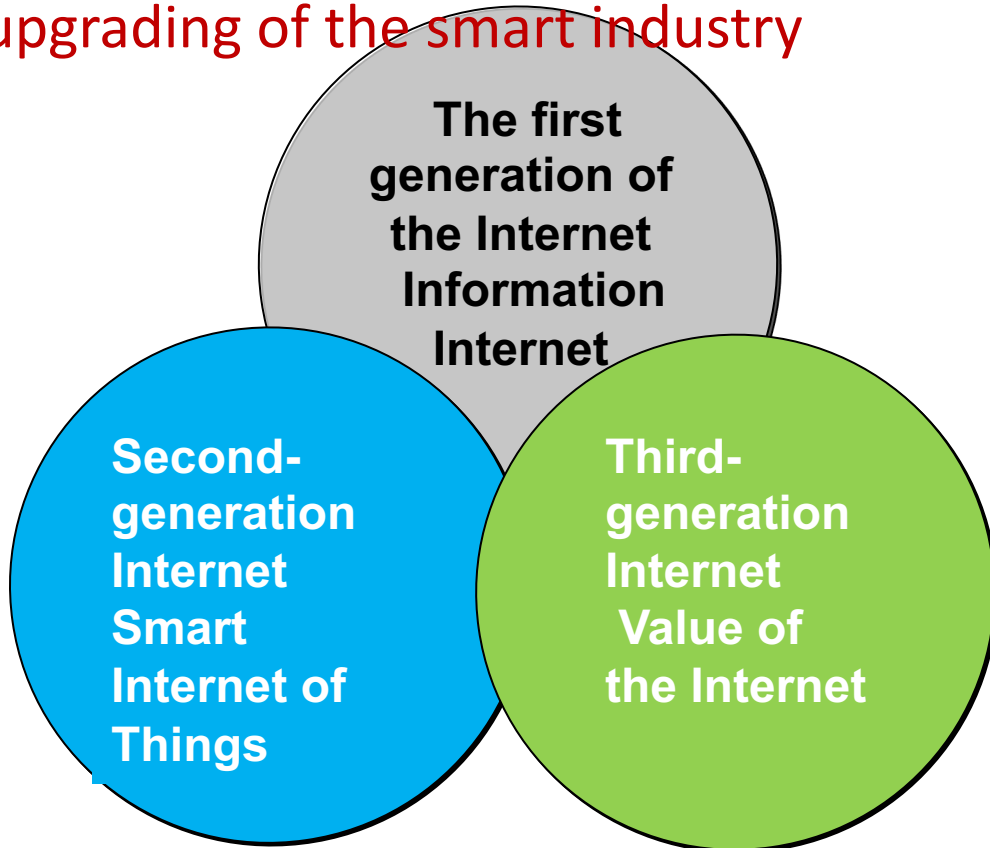 upgrading of the smart industry
The first
generation of
the Internet
Information
Internet
Second-
generation
Internet
Smart
Internet of
Things
Third-
generation
Internet
Value of
the Internet